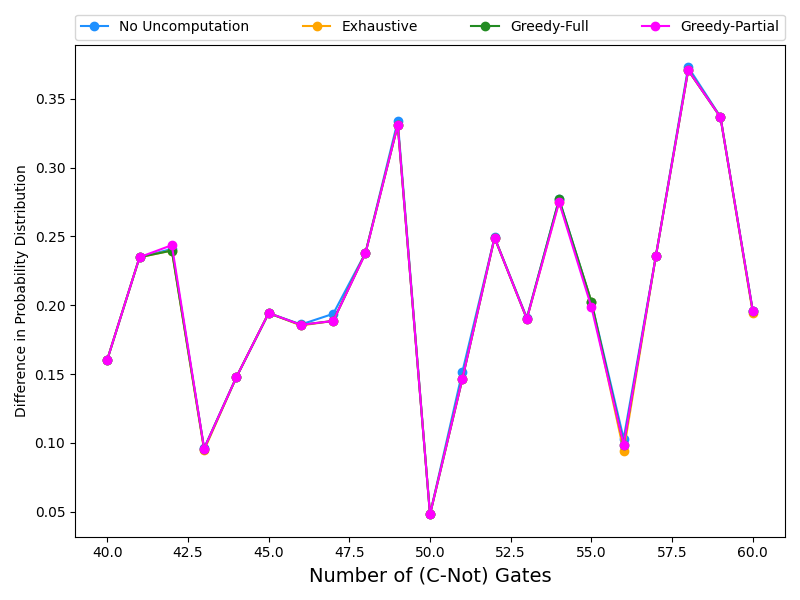 No Uncomputation Exhaustive Greedy-Full Greedy-Partial
Difference in Probability Distribution
0.35
0.30
0.25
0.20
0.15
0.10
0.05
40.0 42.5 45.0 47.5 50.0 52.5 55.0 57.5 60.0
Number of (C-Not) Gates